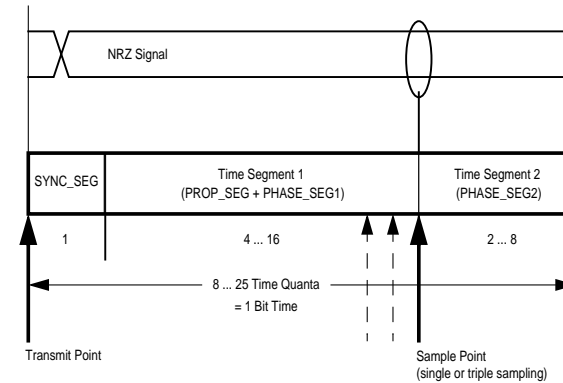 NRZ Signal
SYNC_SEG
Time Segment 1
(PROP_SEG + PHASE_SEG1)
Time Segment 2
(PHASE_SEG2)
1
4 ... 16
2 ... 8
8 ... 25 Time Quanta
= 1 Bit Time
Transmit Point
Sample Point
(single or triple sampling)